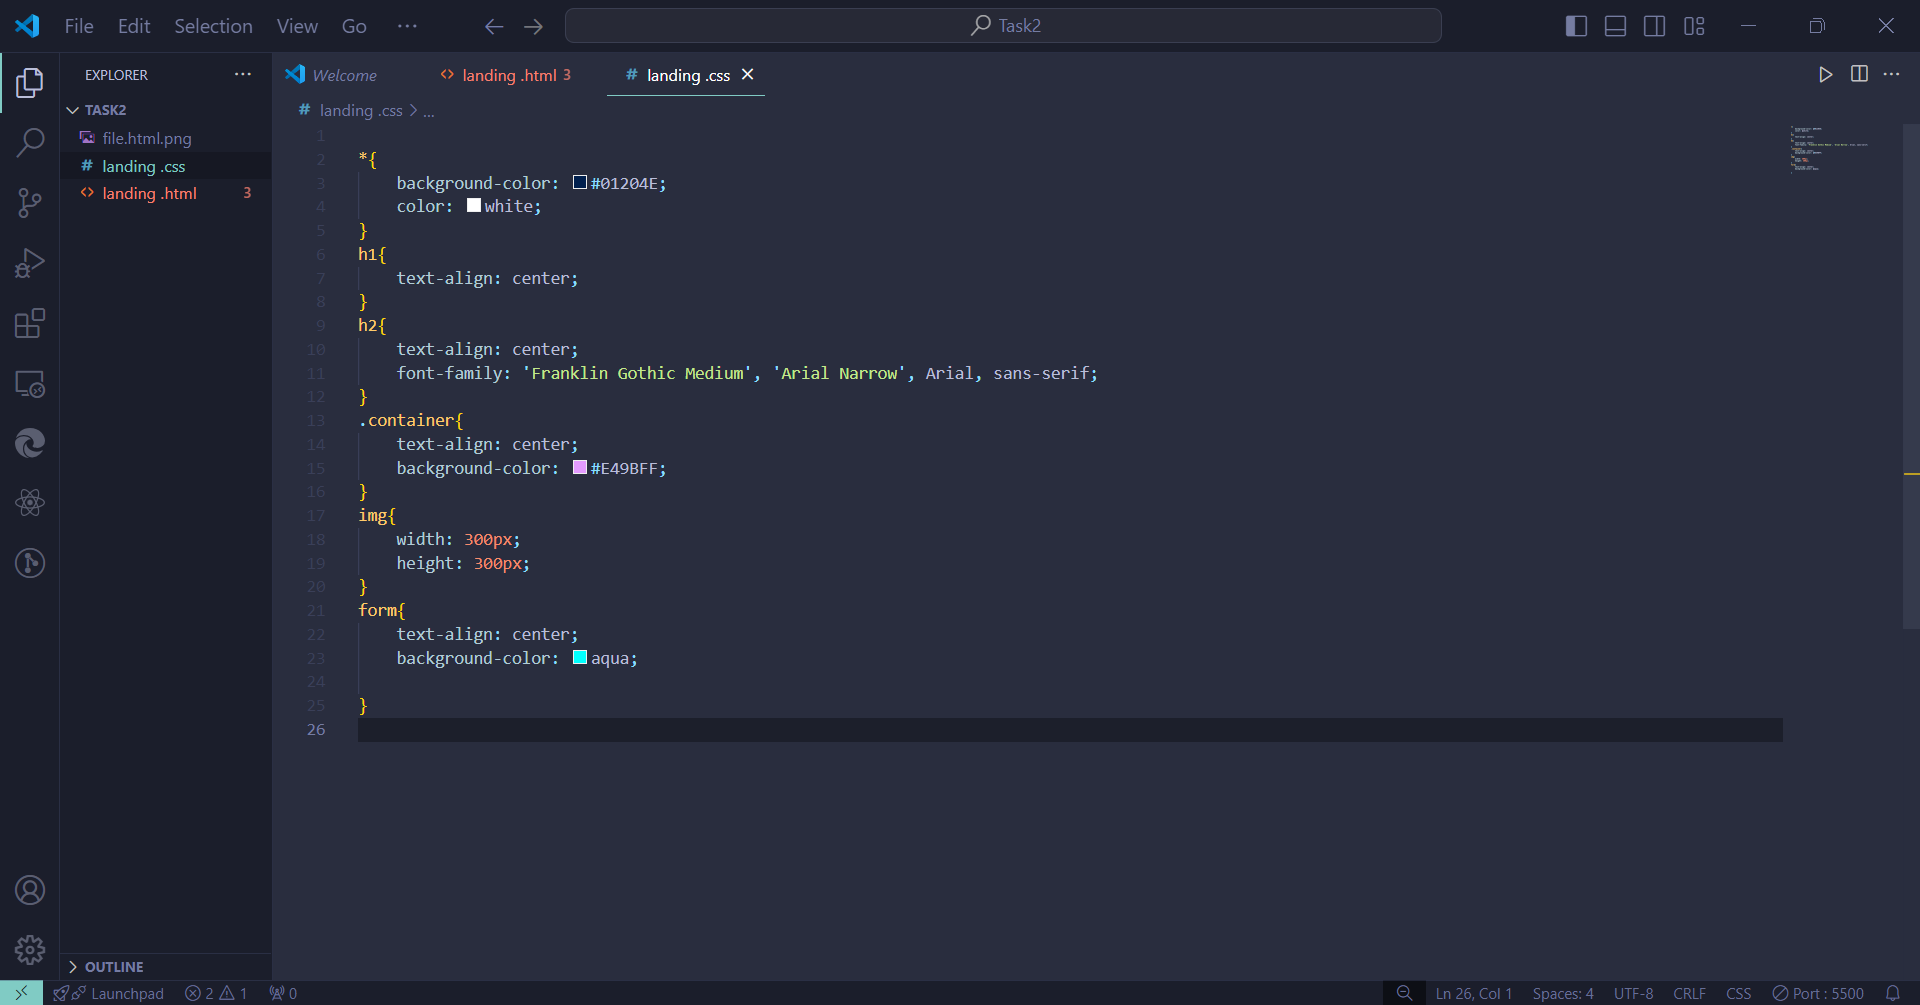 File Edit Selection View Go ··· ← → Task2
EXPLORER ···
TASK2
file.html.png
# landing .css
<> landing .html 3
OUTLINE
Welcome <> landing .html 3 # landing .css ×
# landing .css > ...
1
2 *{
3 background-color: #01204E;
4 color: white;
5 }
6 h1{
7 text-align: center;
8 }
9 h2{
10 text-align: center;
11 font-family: 'Franklin Gothic Medium', 'Arial Narrow', Arial, sans-serif;
12 }
13 .container{
14 text-align: center;
15 background-color: #E49BFF;
16 }
17 img{
18 width: 300px;
19 height: 300px;
20 }
21 form{
22 text-align: center;
23 background-color: aqua;
24
25 }
26
Launchpad 2 1 0 Ln 26, Col 1 Spaces: 4 UTF-8 CRLF CSS Port : 5500